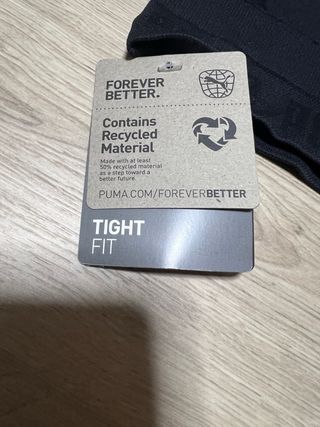 FOREVER
BETTER.
Contains
Recycled
Material
Made with at least
50% recycled material
as a step toward a
better future.
PUMA.COM/FOREVERBETTER
TIGHT
FIT